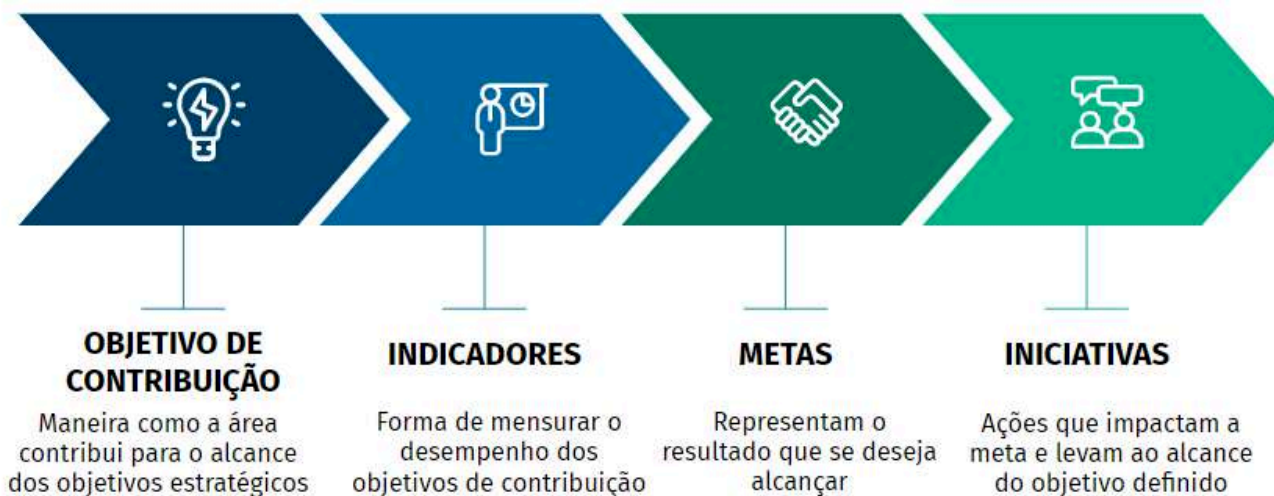 OBJETIVO DE
CONTRIBUIÇÃO
Maneira como a área
contribui para o alcance
dos objetivos estratégicos
INDICADORES
Forma de mensurar o
desempenho dos
objetivos de contribuição
METAS
Representam o
resultado que se deseja
alcançar
INICIATIVAS
Ações que impactam a
meta e levam ao alcance
do objetivo definido